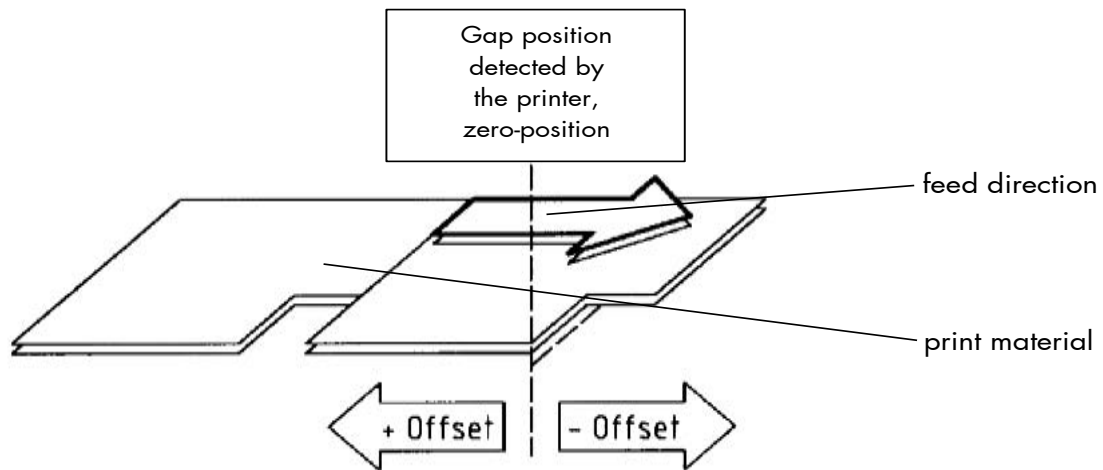 Gap position
detected by
the printer,
zero-position
feed direction
print material
+ Offset
- Offset